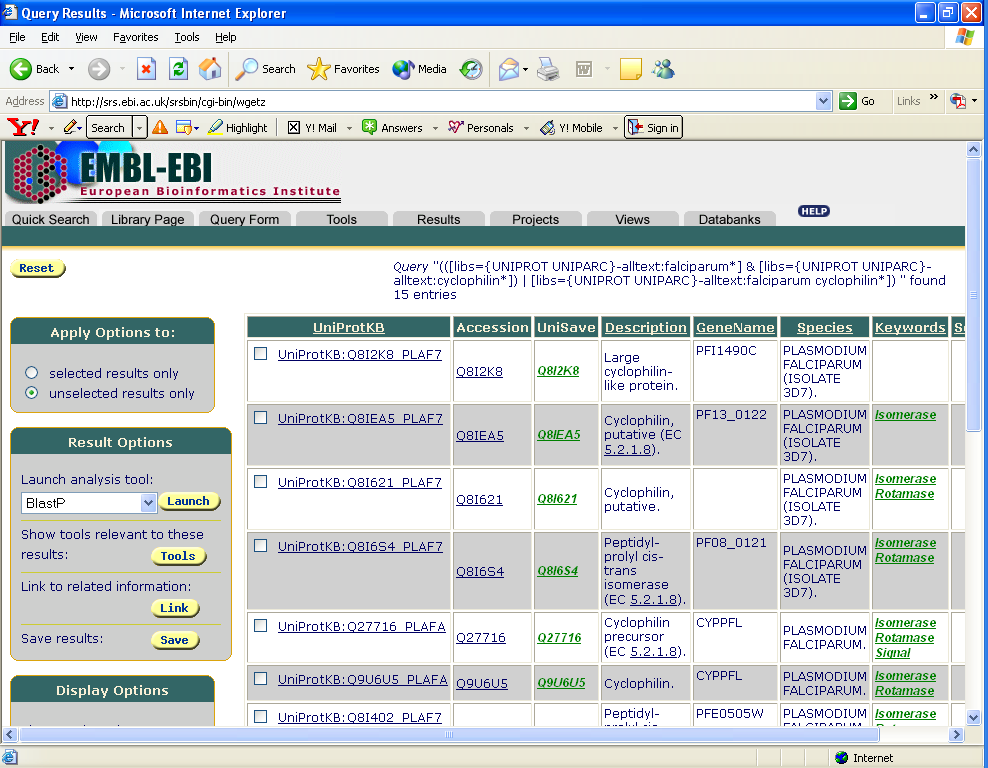 Query Results - Microsoft Internet Explorer
File Edit View Favorites Tools Help
Back Search Favorites Media
Address http://srs.ebi.ac.uk/srsbin/cgi-bin/wgetz Go Links »
Y! Search Highlight Y! Mail Answers Personals Y! Mobile Sign in
EMBL-EBI
European Bioinformatics Institute
Quick Search Library Page Query Form Tools Results Projects Views Databanks HELP
Reset
Query "(([libs={UNIPROT UNIPARC}-alltext:falciparum*] & [libs={UNIPROT UNIPARC}-
alltext:cyclophilin*]) | [libs={UNIPROT UNIPARC}-alltext:falciparum cyclophilin*]) " found
15 entries
Apply Options to:
selected results only
unselected results only
Result Options
Launch analysis tool:
BlastP Launch
Show tools relevant to these
results: Tools
Link to related information:
Link
Save results: Save
Display Options
UniProtKB Accession UniSave Description GeneName Species Keywords
UniProtKB:Q8I2K8_PLAF7 Q8I2K8 Q8I2K8 Large
cyclophilin-
like protein. PFI1490C PLASMODIUM
FALCIPARUM
(ISOLATE
3D7).
UniProtKB:Q8IEA5_PLAF7 Q8IEA5 Q8IEA5 Cyclophilin,
putative (EC
5.2.1.8). PF13_0122 PLASMODIUM
FALCIPARUM
(ISOLATE
3D7). Isomerase
UniProtKB:Q8I621_PLAF7 Q8I621 Q8I621 Cyclophilin,
putative. PLASMODIUM
FALCIPARUM
(ISOLATE
3D7). Isomerase
Rotamase
UniProtKB:Q8I6S4_PLAF7 Q8I6S4 Q8I6S4 Peptidyl-
prolyl cis-
trans
isomerase
(EC 5.2.1.8). PF08_0121 PLASMODIUM
FALCIPARUM
(ISOLATE
3D7). Isomerase
Rotamase
UniProtKB:Q27716_PLAFA Q27716 Q27716 Cyclophilin
precursor
(EC 5.2.1.8). CYPPFL PLASMODIUM
FALCIPARUM. Isomerase
Rotamase
Signal
UniProtKB:Q9U6U5_PLAFA Q9U6U5 Q9U6U5 Cyclophilin. CYPPFL PLASMODIUM
FALCIPARUM. Isomerase
Rotamase
UniProtKB:Q8I402_PLAF7 Peptidyl- PFE0505W PLASMODIUM Isomerase
Internet